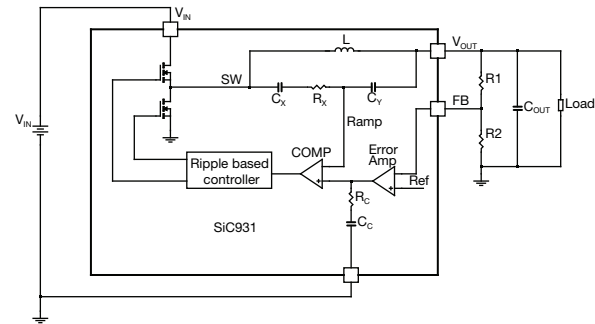 VIN
L
VOUT
SW
CX
RX
CY
R1
FB
COUT
Load
VIN
Ramp
R2
COMP
Error
Amp
Ripple based
controller
Ref
RC
CC
SiC931